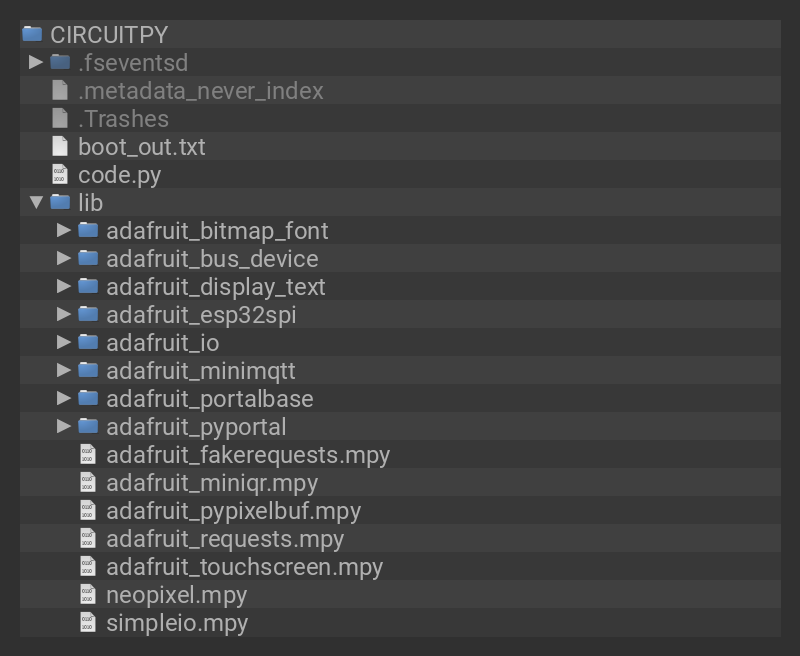 CIRCUITPY
.fseventsd
.metadata_never_index
.Trashes
boot_out.txt
code.py
lib
adafruit_bitmap_font
adafruit_bus_device
adafruit_display_text
adafruit_esp32spi
adafruit_io
adafruit_minimqtt
adafruit_portalbase
adafruit_pyportal
adafruit_fakerequests.mpy
adafruit_miniqr.mpy
adafruit_pypixelbuf.mpy
adafruit_requests.mpy
adafruit_touchscreen.mpy
neopixel.mpy
simpleio.mpy